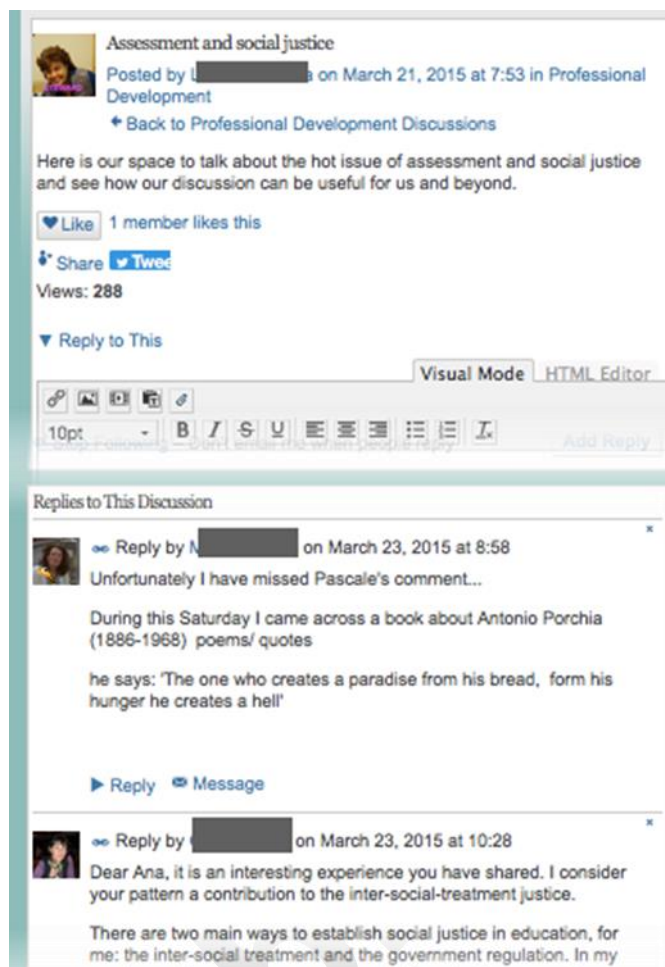 Assessment and social justice
Posted by L a on March 21, 2015 at 7:53 in Professional
Development
Back to Professional Development Discussions
Here is our space to talk about the hot issue of assessment and social justice
and see how our discussion can be useful for us and beyond.
Like 1 member likes this
Share Twee
Views: 288
Reply to This
Visual Mode HTML Editor
10pt B I S U
Stop Following – Don't email me when people reply Add Reply
Replies to This Discussion
Reply by M on March 23, 2015 at 8:58
Unfortunately I have missed Pascale's comment...
During this Saturday I came across a book about Antonio Porchia
(1886-1968) poems/ quotes
he says: 'The one who creates a paradise from his bread, form his
hunger he creates a hell'
Reply Message
Reply by on March 23, 2015 at 10:28
Dear Ana, it is an interesting experience you have shared. I consider
your pattern a contribution to the inter-social-treatment justice.
There are two main ways to establish social justice in education, for
me: the inter-social treatment and the government regulation. In my